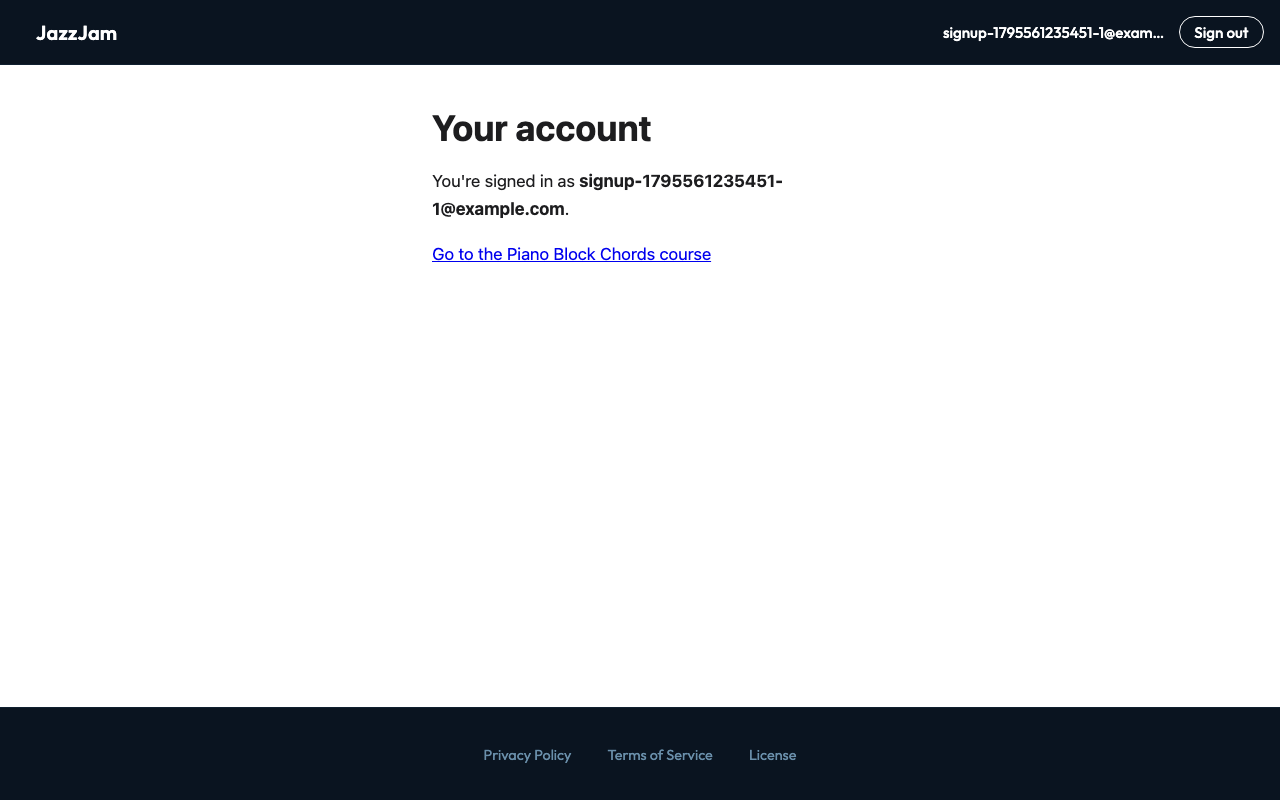 JazzJam
signup-1795561235451-1@exam...
Sign out
Your account
You're signed in as signup-1795561235451-
1@example.com.
Go to the Piano Block Chords course
Privacy Policy
Terms of Service
License